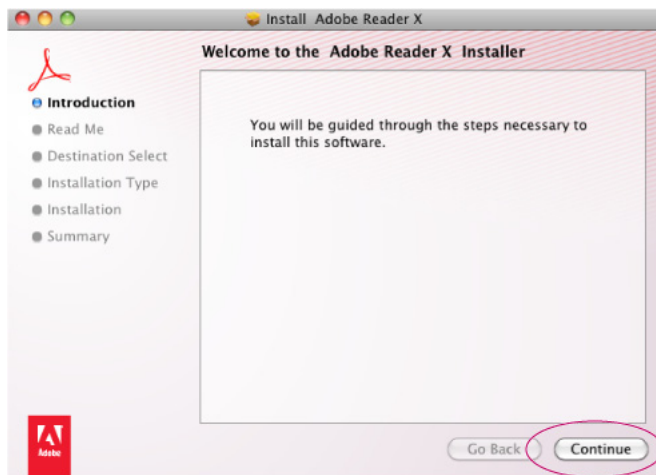 Install Adobe Reader X
Welcome to the Adobe Reader X Installer
Introduction
Read Me
Destination Select
Installation Type
Installation
Summary
You will be guided through the steps necessary to
install this software.
Adobe
Go Back
Continue